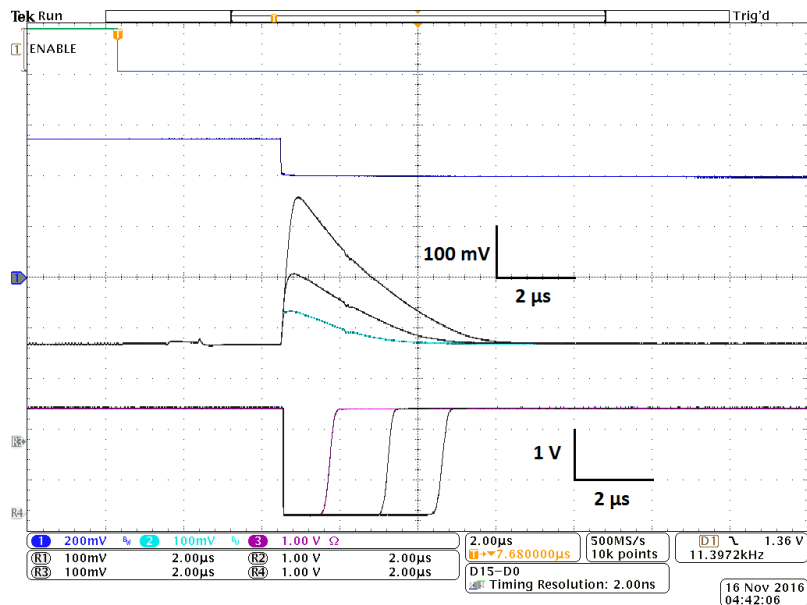 Tek Run Trig'd
T
T
1 ENABLE
1
100 mV
2 µs
R3
1 V
2 µs
R4
1 200mV BW 2 100mV BW 3 1.00 V Ω
R1 100mV 2.00µs R2 1.00 V 2.00µs
R3 100mV 2.00µs R4 1.00 V 2.00µs
2.00µs
T→▼7.680000µs
500MS/s
10k points
D1 1.36 V
11.3972kHz
D15-D0
Timing Resolution: 2.00ns
16 Nov 2016
04:42:06